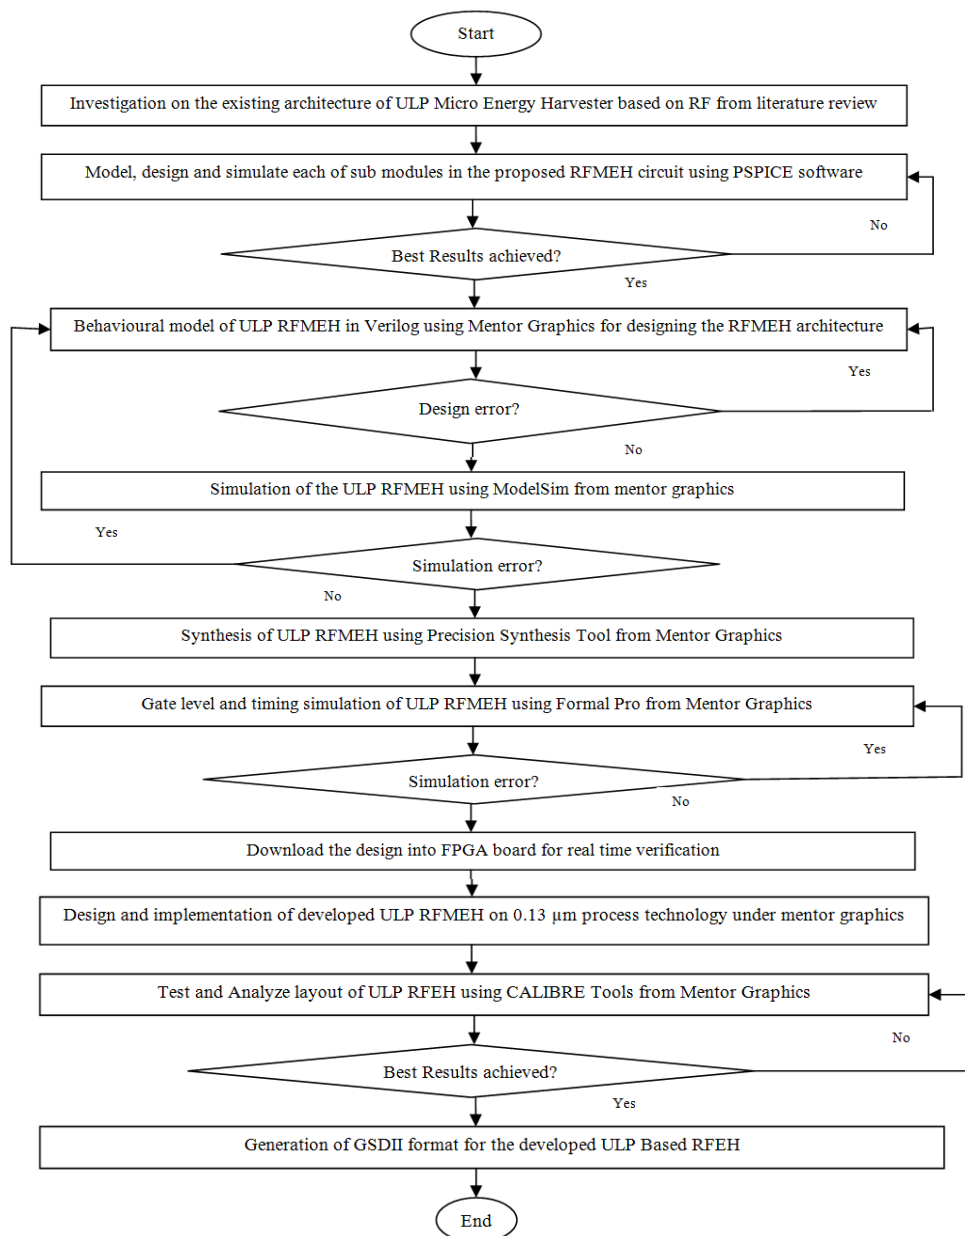 Start
Investigation on the existing architecture of ULP Micro Energy Harvester based on RF from literature review
Model, design and simulate each of sub modules in the proposed RFMEH circuit using PSPICE software
No
Best Results achieved?
Yes
Behavioural model of ULP RFMEH in Verilog using Mentor Graphics for designing the RFMEH architecture
Yes
Design error?
No
Simulation of the ULP RFMEH using ModelSim from mentor graphics
Yes
Simulation error?
No
Synthesis of ULP RFMEH using Precision Synthesis Tool from Mentor Graphics
Gate level and timing simulation of ULP RFMEH using Formal Pro from Mentor Graphics
Yes
Simulation error?
No
Download the design into FPGA board for real time verification
Design and implementation of developed ULP RFMEH on 0.13 µm process technology under mentor graphics
Test and Analyze layout of ULP RFEH using CALIBRE Tools from Mentor Graphics
No
Best Results achieved?
Yes
Generation of GSDII format for the developed ULP Based RFEH
End